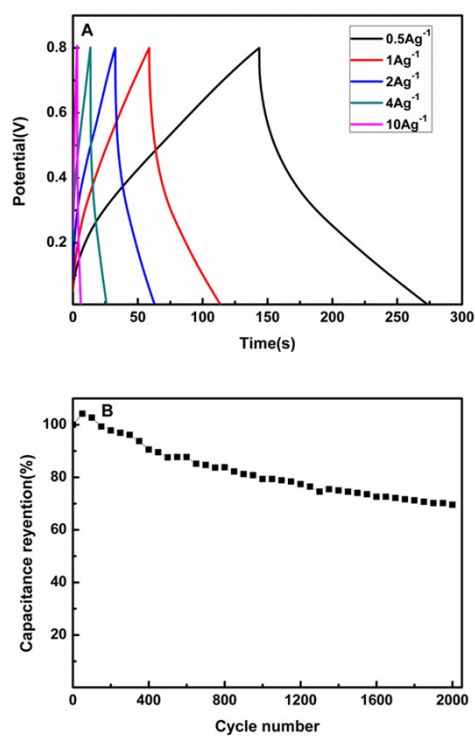 A
0.5Ag⁻¹
1Ag⁻¹
2Ag⁻¹
4Ag⁻¹
10Ag⁻¹
0.8
0.6
0.4
0.2
Potential(V)
0 50 100 150 200 250 300
Time(s)
B
100
80
60
40
20
Capacitance reyention(%)
0 400 800 1200 1600 2000
Cycle number